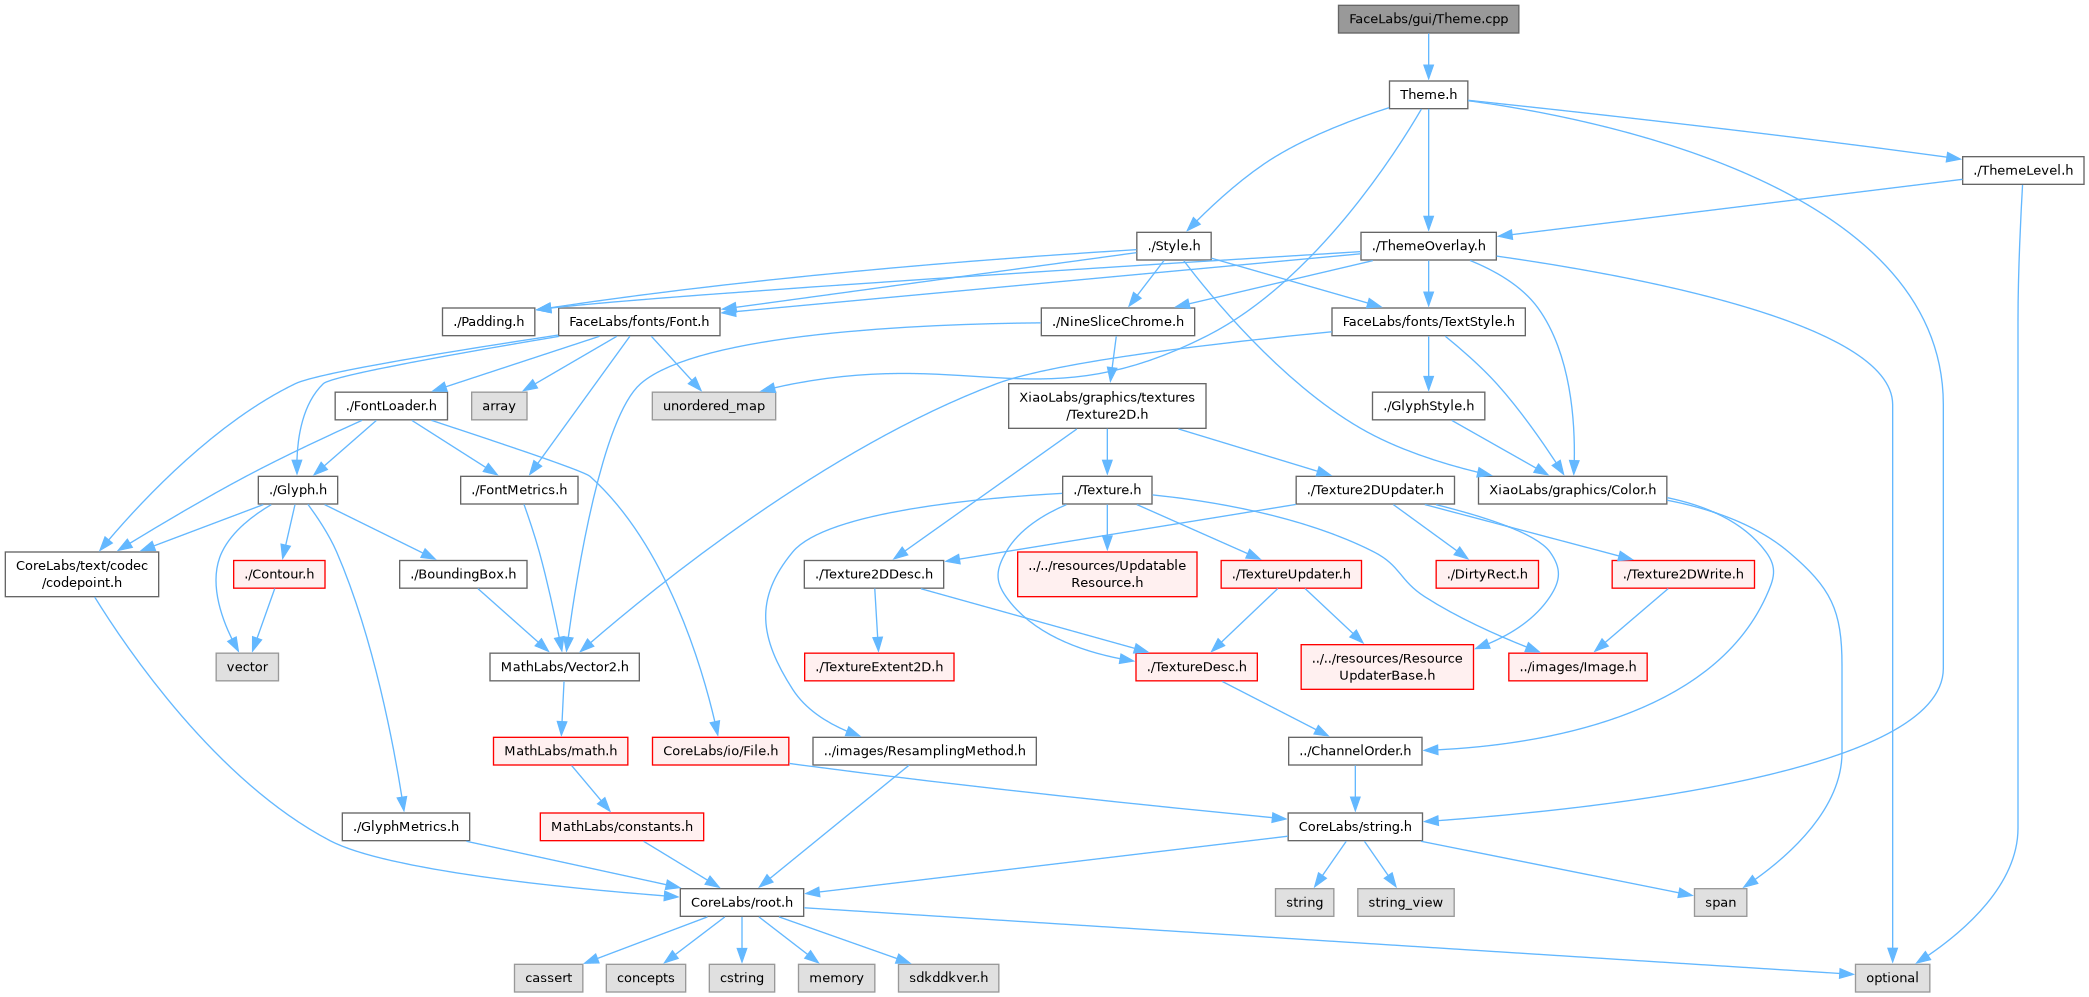 FaceLabs/gui/Theme.cpp
Theme.h
./ThemeLevel.h
./Style.h
./ThemeOverlay.h
./Padding.h
FaceLabs/fonts/Font.h
./NineSliceChrome.h
FaceLabs/fonts/TextStyle.h
./FontLoader.h
array
unordered_map
XiaoLabs/graphics/textures
/Texture2D.h
./GlyphStyle.h
./Glyph.h
./FontMetrics.h
./Texture.h
./Texture2DUpdater.h
XiaoLabs/graphics/Color.h
CoreLabs/text/codec
/codepoint.h
./Contour.h
./BoundingBox.h
./Texture2DDesc.h
../../resources/Updatable
Resource.h
./TextureUpdater.h
./DirtyRect.h
./Texture2DWrite.h
vector
MathLabs/Vector2.h
./TextureExtent2D.h
./TextureDesc.h
../../resources/Resource
UpdaterBase.h
../images/Image.h
MathLabs/math.h
CoreLabs/io/File.h
../images/ResamplingMethod.h
../ChannelOrder.h
./GlyphMetrics.h
MathLabs/constants.h
CoreLabs/string.h
CoreLabs/root.h
string
string_view
span
cassert
concepts
cstring
memory
sdkddkver.h
optional